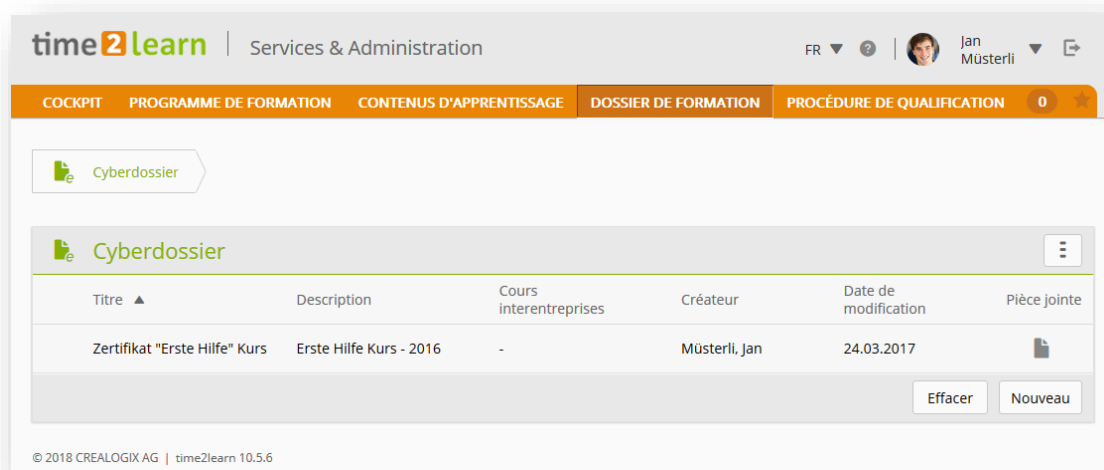 time2learn | Services & Administration FR Jan Müsterli
COCKPIT PROGRAMME DE FORMATION CONTENUS D'APPRENTISSAGE DOSSIER DE FORMATION PROCÉDURE DE QUALIFICATION 0
Cyberdossier
Cyberdossier
Titre ▲ Description Cours interentreprises Créateur Date de modification Pièce jointe
Zertifikat "Erste Hilfe" Kurs Erste Hilfe Kurs - 2016 - Müsterli, Jan 24.03.2017
Effacer Nouveau
© 2018 CREALOGIX AG | time2learn 10.5.6